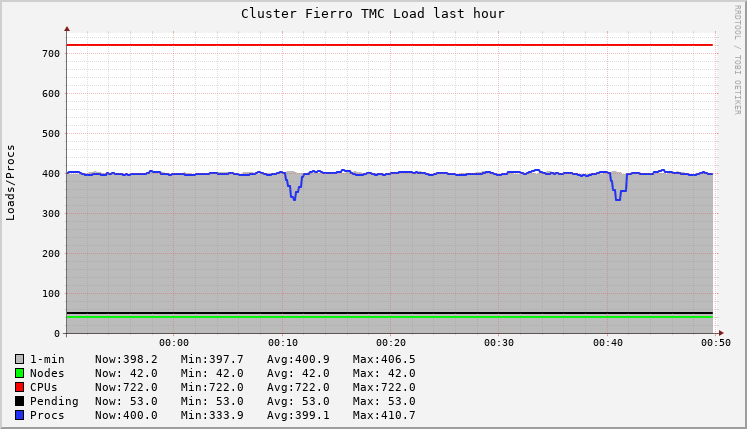 Cluster Fierro TMC Load last hour
RRDTOOL / TOBI OETIKER
Loads/Procs
700
600
500
400
300
200
100
0
00:00 00:10 00:20 00:30 00:40 00:50
1-min Now:398.2 Min:397.7 Avg:400.9 Max:406.5
Nodes Now: 42.0 Min: 42.0 Avg: 42.0 Max: 42.0
CPUs Now:722.0 Min:722.0 Avg:722.0 Max:722.0
Pending Now: 53.0 Min: 53.0 Avg: 53.0 Max: 53.0
Procs Now:400.0 Min:333.9 Avg:399.1 Max:410.7